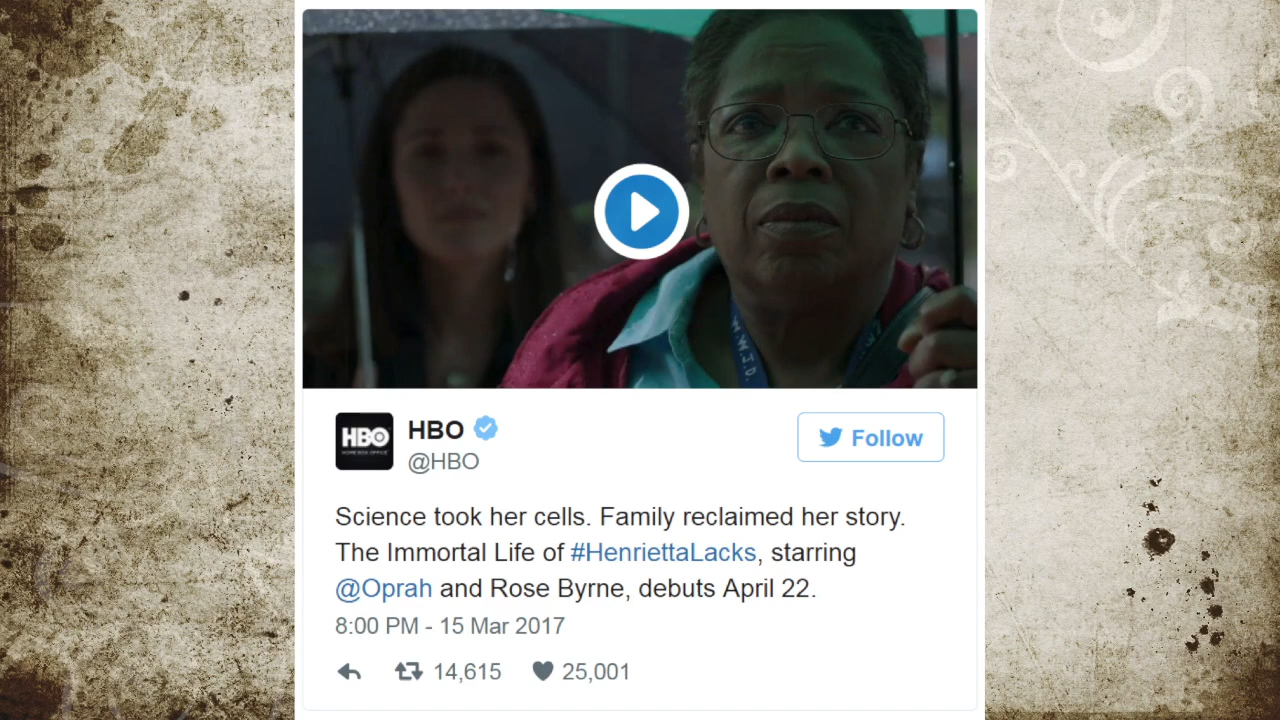 W.W.J.D.
HBO
HOME BOX OFFICE
HBO
@HBO
Follow
Science took her cells. Family reclaimed her story.
The Immortal Life of #HenriettaLacks, starring
@Oprah and Rose Byrne, debuts April 22.
8:00 PM - 15 Mar 2017
14,615 25,001